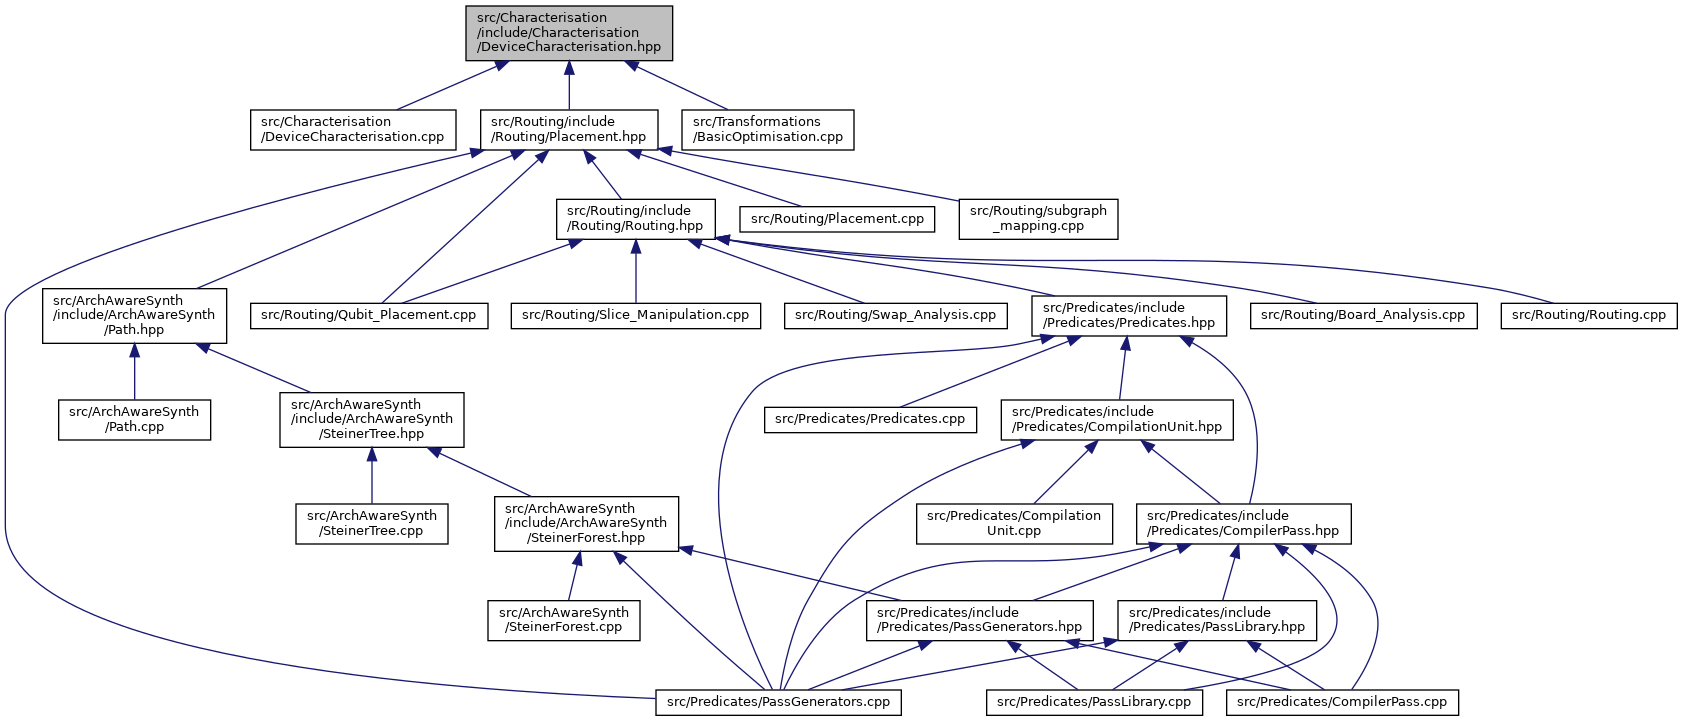 src/Characterisation
/include/Characterisation
/DeviceCharacterisation.hpp
src/Characterisation
/DeviceCharacterisation.cpp
src/Routing/include
/Routing/Placement.hpp
src/Transformations
/BasicOptimisation.cpp
src/Routing/include
/Routing/Routing.hpp
src/Routing/Placement.cpp
src/Routing/subgraph
_mapping.cpp
src/ArchAwareSynth
/include/ArchAwareSynth
/Path.hpp
src/Routing/Qubit_Placement.cpp
src/Routing/Slice_Manipulation.cpp
src/Routing/Swap_Analysis.cpp
src/Predicates/include
/Predicates/Predicates.hpp
src/Routing/Board_Analysis.cpp
src/Routing/Routing.cpp
src/ArchAwareSynth
/Path.cpp
src/ArchAwareSynth
/include/ArchAwareSynth
/SteinerTree.hpp
src/Predicates/Predicates.cpp
src/Predicates/include
/Predicates/CompilationUnit.hpp
src/ArchAwareSynth
/SteinerTree.cpp
src/ArchAwareSynth
/include/ArchAwareSynth
/SteinerForest.hpp
src/Predicates/Compilation
Unit.cpp
src/Predicates/include
/Predicates/CompilerPass.hpp
src/ArchAwareSynth
/SteinerForest.cpp
src/Predicates/include
/Predicates/PassGenerators.hpp
src/Predicates/include
/Predicates/PassLibrary.hpp
src/Predicates/PassGenerators.cpp
src/Predicates/PassLibrary.cpp
src/Predicates/CompilerPass.cpp